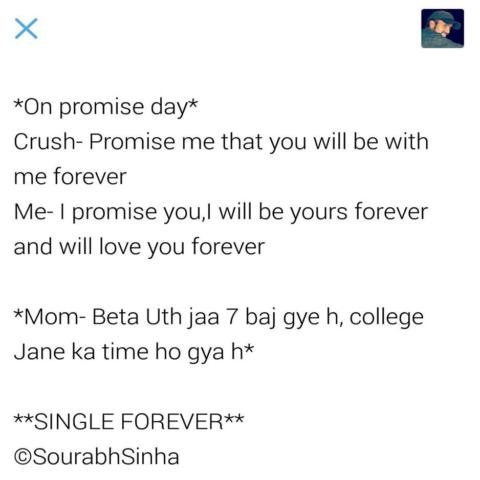 *On promise day*
Crush- Promise me that you will be with
me forever
Me- I promise you,I will be yours forever
and will love you forever
*Mom- Beta Uth jaa 7 baj gye h, college
Jane ka time ho gya h*
**SINGLE FOREVER**
©SourabhSinha